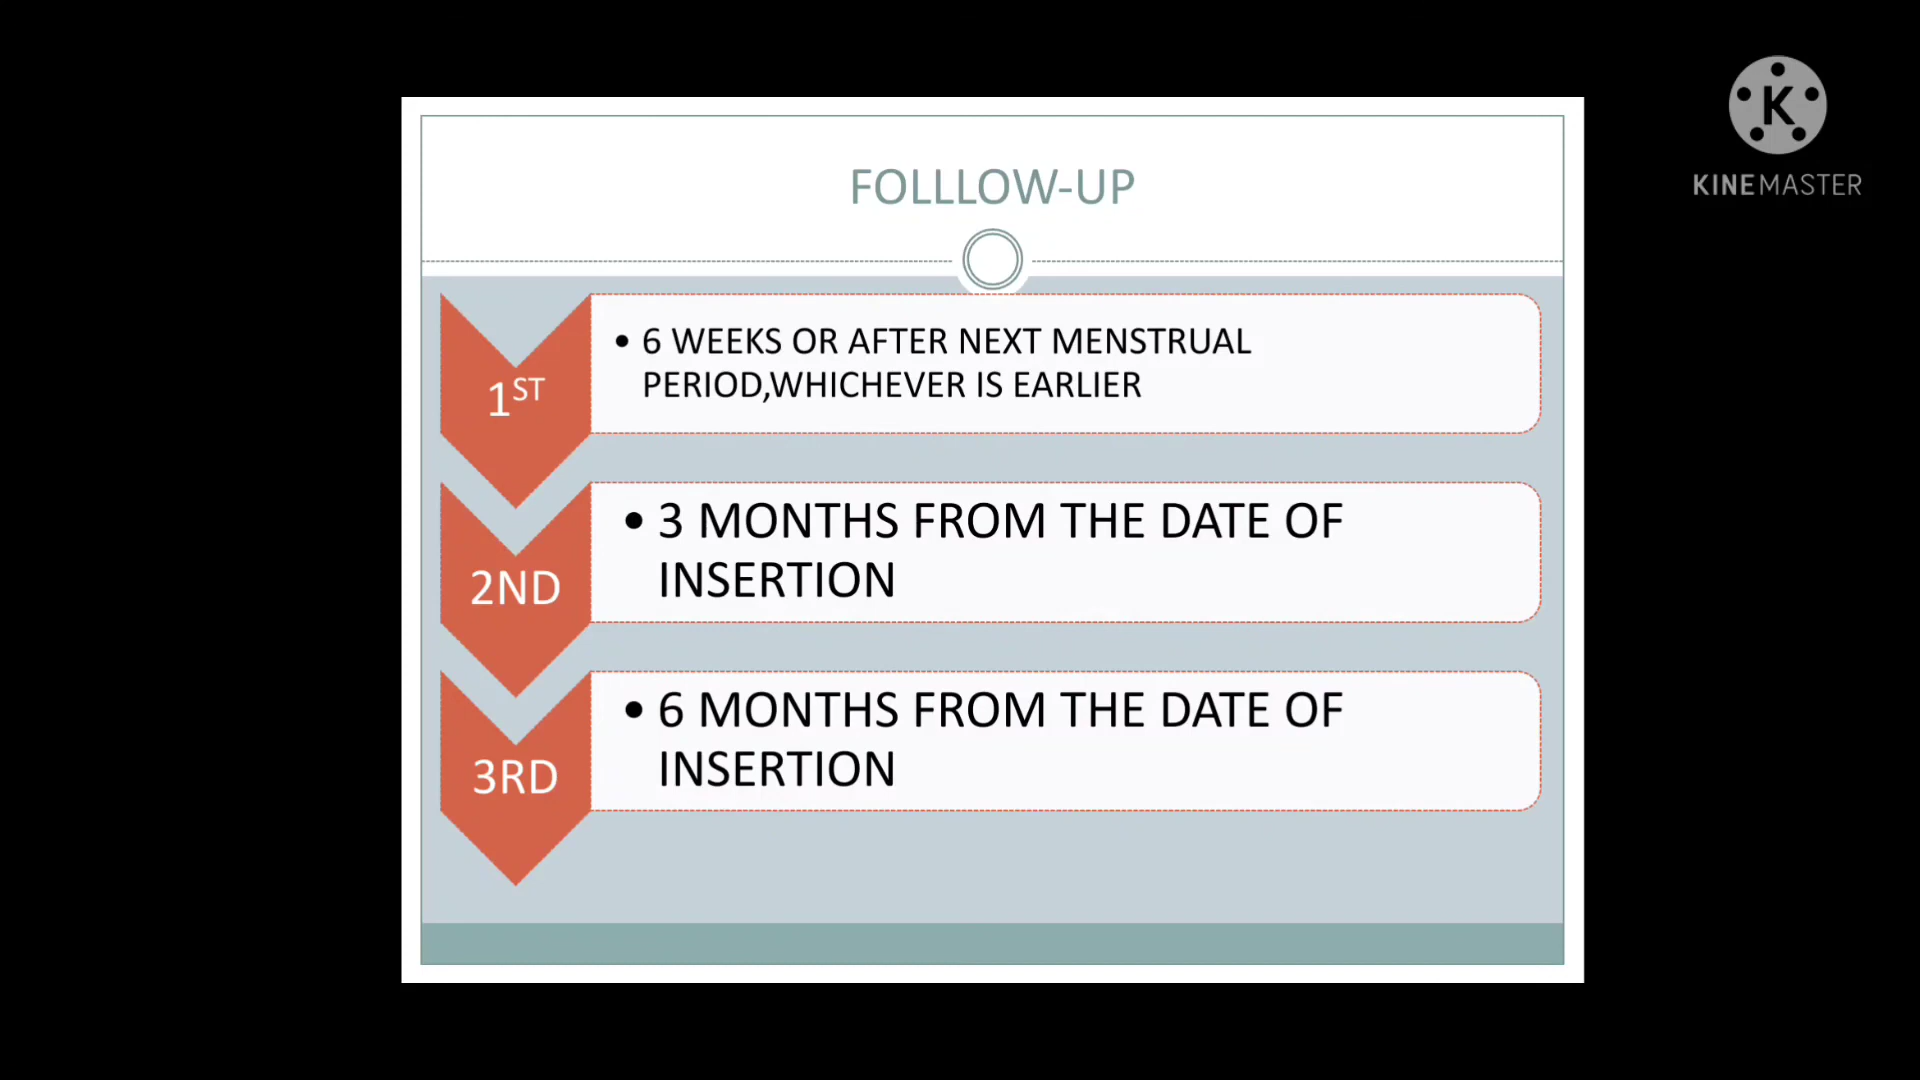 K
KINEMASTER
FOLLLOW-UP
1ST
• 6 WEEKS OR AFTER NEXT MENSTRUAL
PERIOD,WHICHEVER IS EARLIER
2ND
• 3 MONTHS FROM THE DATE OF
INSERTION
3RD
• 6 MONTHS FROM THE DATE OF
INSERTION